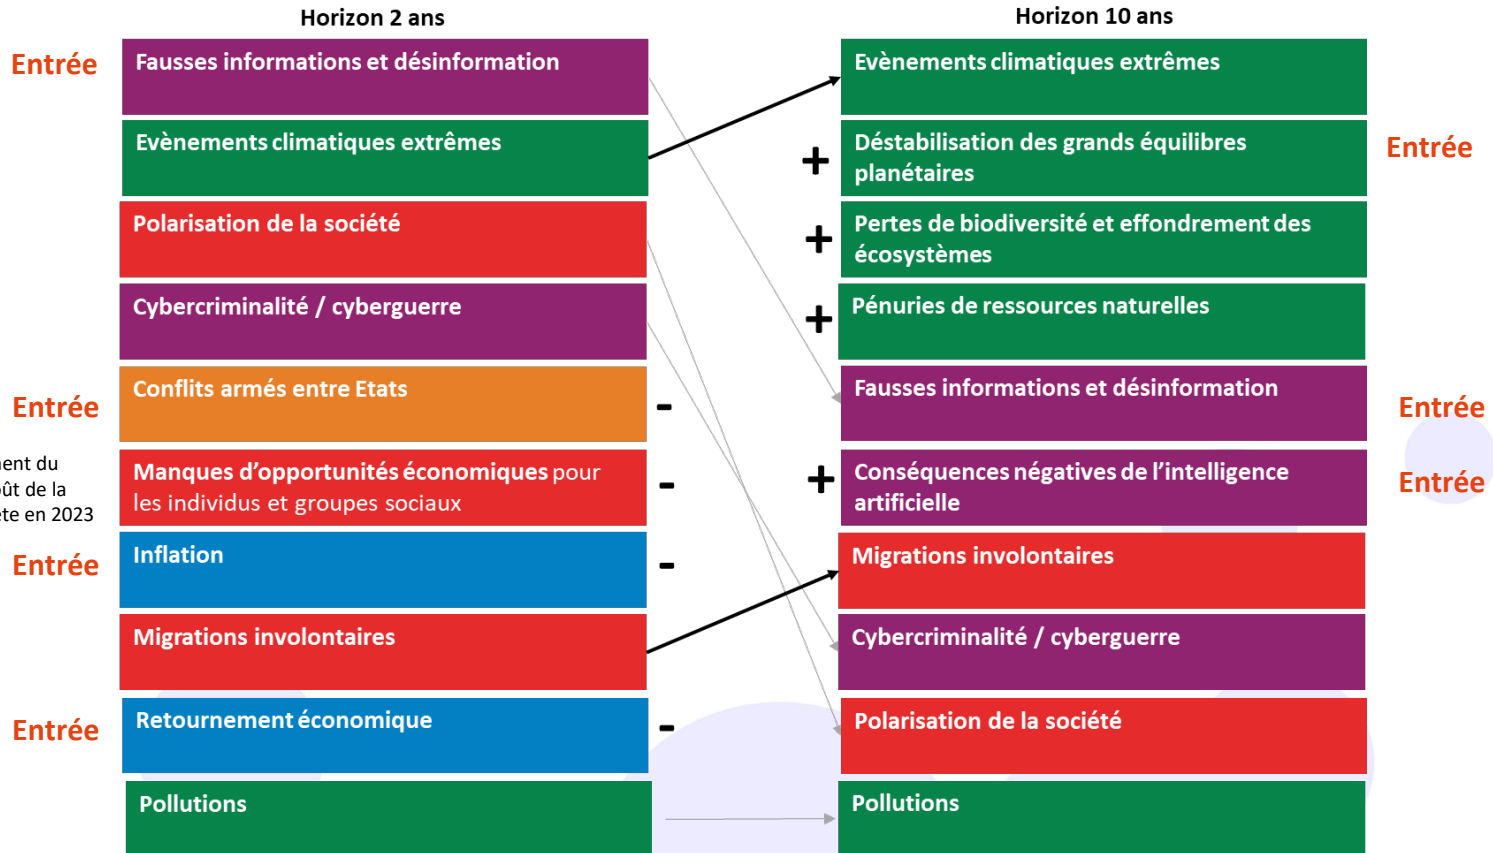 Horizon 2 ans
Entrée
Fausses informations et désinformation
Evènements climatiques extrêmes
Polarisation de la société
Cybercriminalité / cyberguerre
Entrée
Conflits armés entre Etats
-
du
de la
en 2023
Manques d’opportunités économiques pour
les individus et groupes sociaux
-
Entrée
Inflation
-
Migrations involontaires
Entrée
Retournement économique
-
Pollutions
Horizon 10 ans
Evènements climatiques extrêmes
+
Déstabilisation des grands équilibres
planétaires
Entrée
+
Pertes de biodiversité et effondrement des
écosystèmes
+
Pénuries de ressources naturelles
Fausses informations et désinformation
Entrée
+
Conséquences négatives de l’intelligence
artificielle
Entrée
Migrations involontaires
Cybercriminalité / cyberguerre
Polarisation de la société
Pollutions